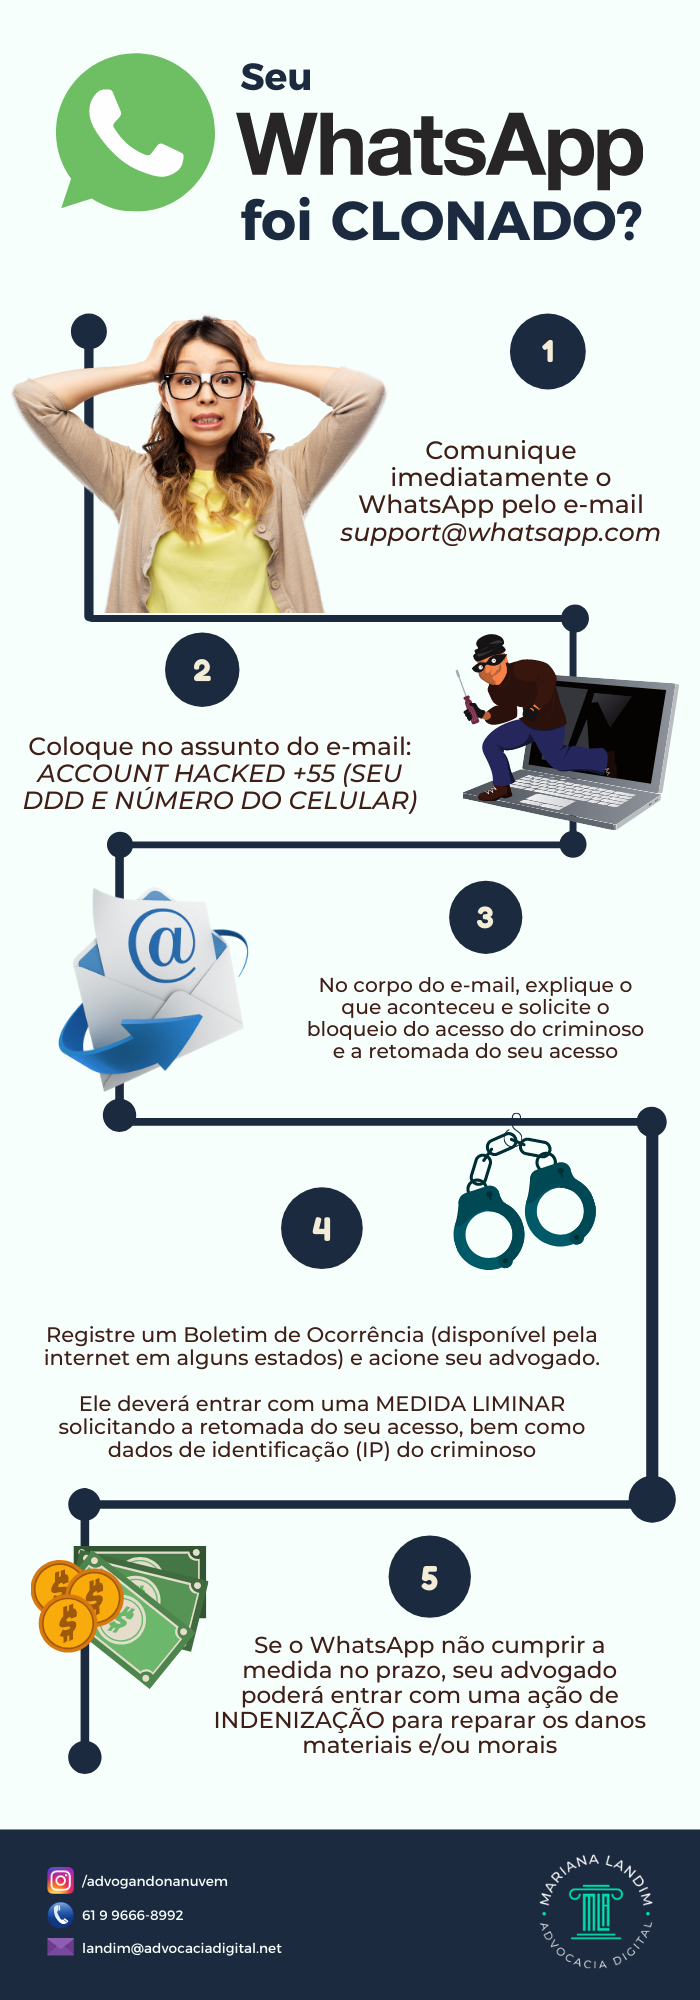 Seu
WhatsApp
foi CLONADO?
1
Comunique
imediatamente o
WhatsApp pelo e-mail
support@whatsapp.com
2
Coloque no assunto do e-mail:
ACCOUNT HACKED +55 (SEU
DDD E NÚMERO DO CELULAR)
@
3
No corpo do e-mail, explique o
que aconteceu e solicite o
bloqueio do acesso do criminoso
e a retomada do seu acesso
4
Registre um Boletim de Ocorrência (disponível pela
internet em alguns estados) e acione seu advogado.
Ele deverá entrar com uma MEDIDA LIMINAR
solicitando a retomada do seu acesso, bem como
dados de identificação (IP) do criminoso
5
Se o WhatsApp não cumprir a
medida no prazo, seu advogado
poderá entrar com uma ação de
INDENIZAÇÃO para reparar os danos
materiais e/ou morais
/advogandonanuvem
61 9 9666-8992
landim@advocaciadigital.net
MARIANA LANDIM
MLA
ADVOCACIA DIGITAL